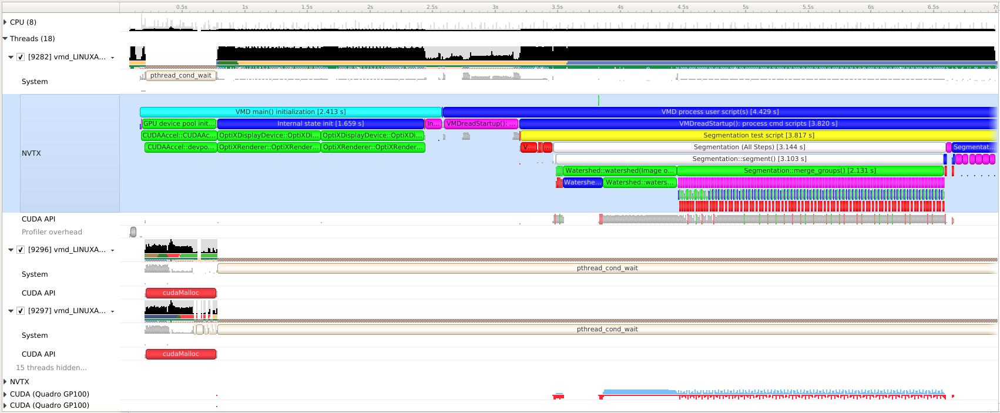 0.5s 1s 1.5s 2s 2.5s 3s 3.5s 4s 4.5s 5s 5.5s 6s 6.5s 7s
CPU (8)
Threads (18)
[9282] vmd_LINUXA...
System pthread_cond_wait
VMD main() initialization [2.413 s] VMD process user script(s) [4.429 s]
GPU device pool init... Internal state init [1.659 s] In... VMDreadStartup(): ... VMDreadStartup(): process cmd scripts [3.820 s]
CUDAAccel::CUDAAc... OptiXDisplayDevice::OptiXDi... OptiXDisplayDevice::OptiXDi... Segmentation test script [3.817 s]
CUDAAccel::devpo... OptiXRenderer::OptiXRender... OptiXRenderer::OptiXRender... V... ... Segmentation (All Steps) [3.144 s] Segmentat...
NVTX
Segmentation::segment() [3.103 s]
Watershed::watershed(Image o... Segmentation::merge_groups() [2.131 s]
Watershe... Watershed::waters...
CUDA API
Profiler overhead
[9296] vmd_LINUXA...
System pthread_cond_wait
CUDA API cudaMalloc
[9297] vmd_LINUXA...
System pthread_cond_wait
CUDA API cudaMalloc
15 threads hidden...
NVTX
CUDA (Quadro GP100)
CUDA (Quadro GP100)